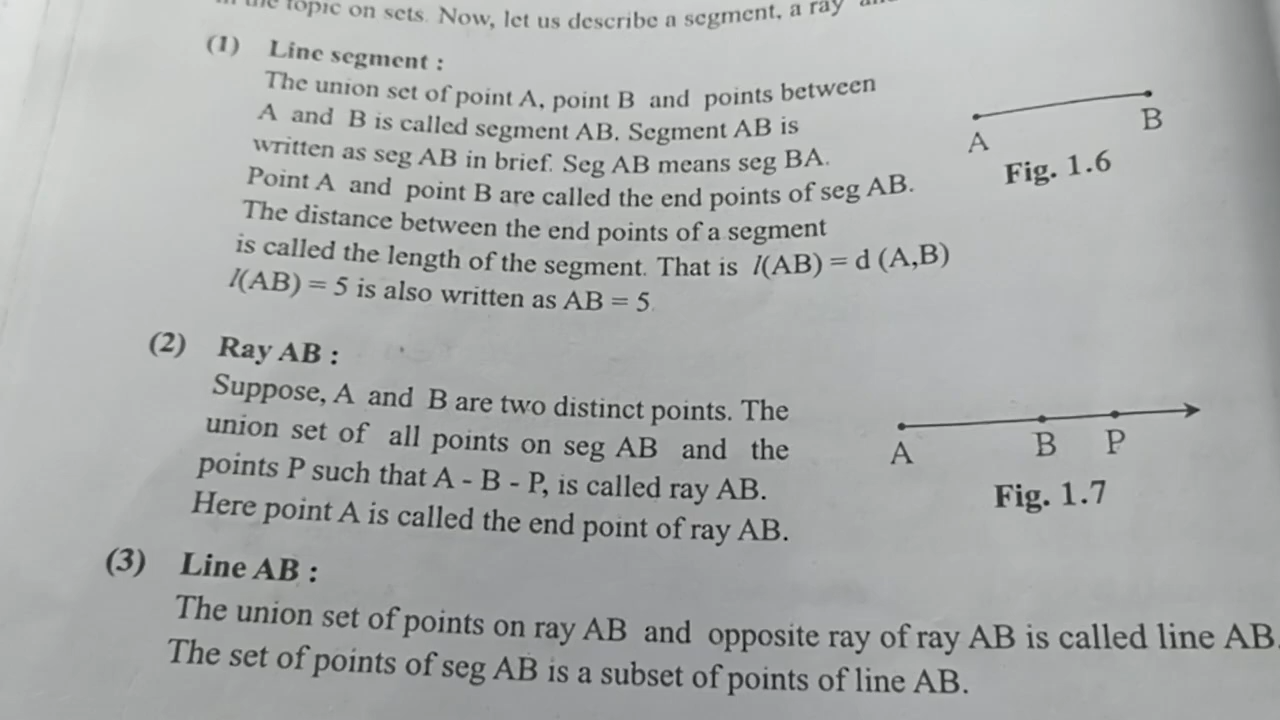 the topic on sets. Now, let us describe a segment, a ray
(1) Line segment :
The union set of point A, point B and points between
A and B is called segment AB. Segment AB is
written as seg AB in brief. Seg AB means seg BA.
Point A and point B are called the end points of seg AB.
The distance between the end points of a segment
is called the length of the segment. That is l(AB) = d (A,B)
l(AB) = 5 is also written as AB = 5.
A B
Fig. 1.6
(2) Ray AB :
Suppose, A and B are two distinct points. The
union set of all points on seg AB and the
points P such that A - B - P, is called ray AB.
Here point A is called the end point of ray AB.
A B P
Fig. 1.7
(3) Line AB :
The union set of points on ray AB and opposite ray of ray AB is called line AB.
The set of points of seg AB is a subset of points of line AB.